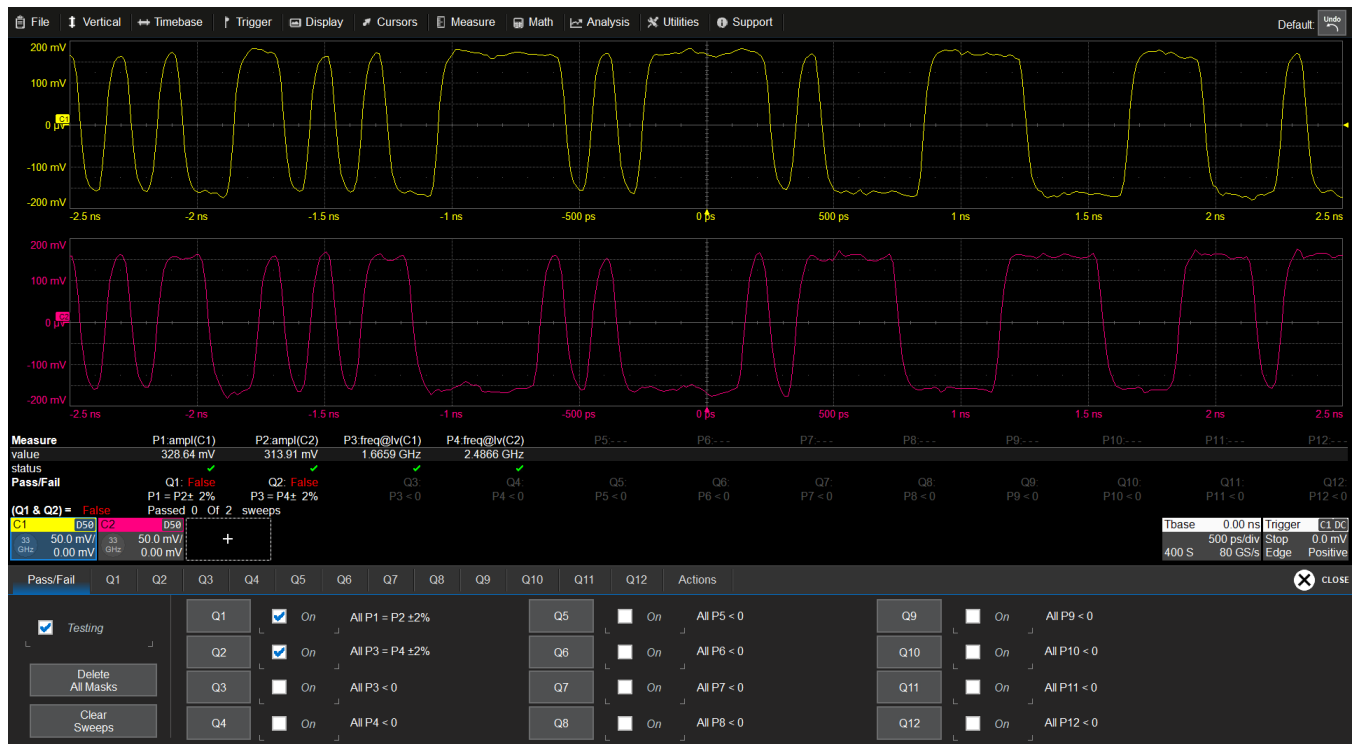 File Vertical Timebase Trigger Display Cursors Measure Math Analysis Utilities Support Default: Undo
200 mV
100 mV
C1
0 µV
-100 mV
-200 mV
-2.5 ns -2 ns -1.5 ns -1 ns -500 ps 0 ps 500 ps 1 ns 1.5 ns 2 ns 2.5 ns
200 mV
100 mV
C2
0 µV
-100 mV
-200 mV
-2.5 ns -2 ns -1.5 ns -1 ns -500 ps 0 ps 500 ps 1 ns 1.5 ns 2 ns 2.5 ns
Measure P1:ampl(C1) P2:ampl(C2) P3:freq@lv(C1) P4:freq@lv(C2) P5:- - - P6:- - - P7:- - - P8:- - - P9:- - - P10:- - - P11:- - - P12:- - -
value 328.64 mV 313.91 mV 1.6659 GHz 2.4866 GHz
status
Pass/Fail Q1: False Q2: False Q3: Q4: Q5: Q6: Q7: Q8: Q9: Q10: Q11: Q12:
P1 = P2± 2% P3 = P4± 2% P3 < 0 P4 < 0 P5 < 0 P6 < 0 P7 < 0 P8 < 0 P9 < 0 P10 < 0 P11 < 0 P12 < 0
(Q1 & Q2) = False Passed 0 Of 2 sweeps
C1 D50 C2 D50 Tbase 0.00 ns Trigger C1 DC
33 GHz 50.0 mV/ 33 GHz 50.0 mV/ + 500 ps/div Stop 0.0 mV
0.00 mV 0.00 mV 400 S 80 GS/s Edge Positive
Pass/Fail Q1 Q2 Q3 Q4 Q5 Q6 Q7 Q8 Q9 Q10 Q11 Q12 Actions CLOSE
Testing
Delete
All Masks
Clear
Sweeps
Q1 On All P1 = P2 ±2% Q5 On All P5 < 0 Q9 On All P9 < 0
Q2 On All P3 = P4 ±2% Q6 On All P6 < 0 Q10 On All P10 < 0
Q3 On All P3 < 0 Q7 On All P7 < 0 Q11 On All P11 < 0
Q4 On All P4 < 0 Q8 On All P8 < 0 Q12 On All P12 < 0